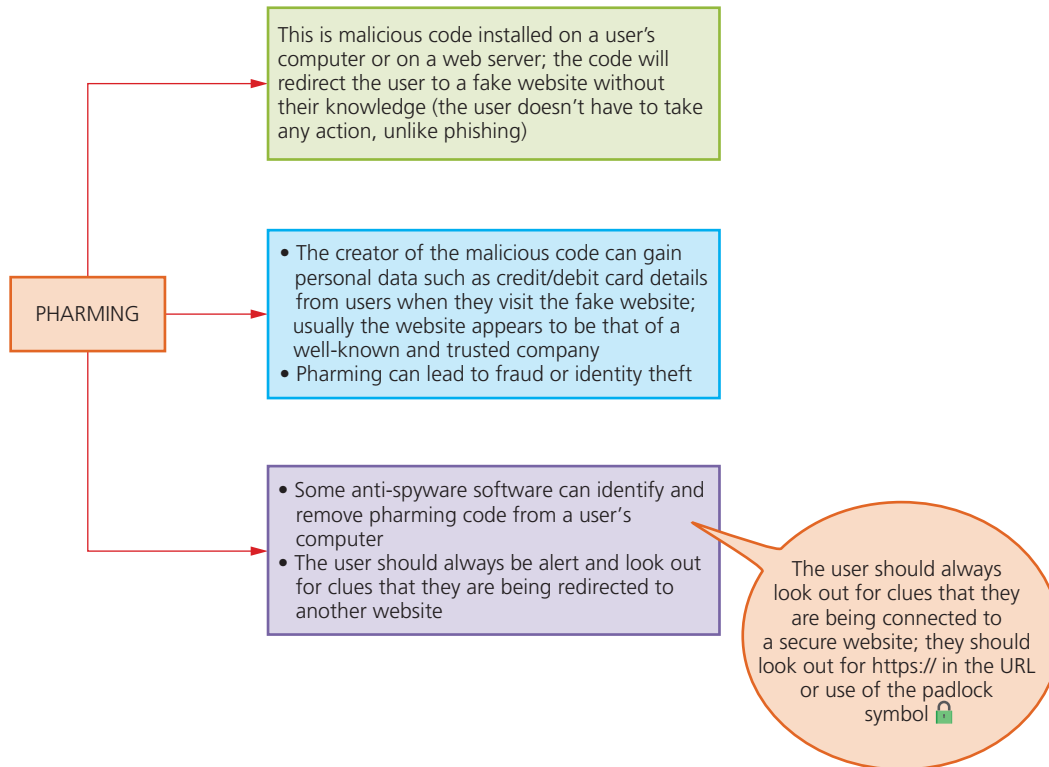 This is malicious code installed on a user's
computer or on a web server; the code will
redirect the user to a fake website without
their knowledge (the user doesn't have to take
any action, unlike phishing)
PHARMING
• The creator of the malicious code can gain
personal data such as credit/debit card details
from users when they visit the fake website;
usually the website appears to be that of a
well-known and trusted company
• Pharming can lead to fraud or identity theft
• Some anti-spyware software can identify and
remove pharming code from a user's
computer
• The user should always be alert and look out
for clues that they are being redirected to
another website
The user should always
look out for clues that they
are being connected to
a secure website; they should
look out for https:// in the URL
or use of the padlock
symbol